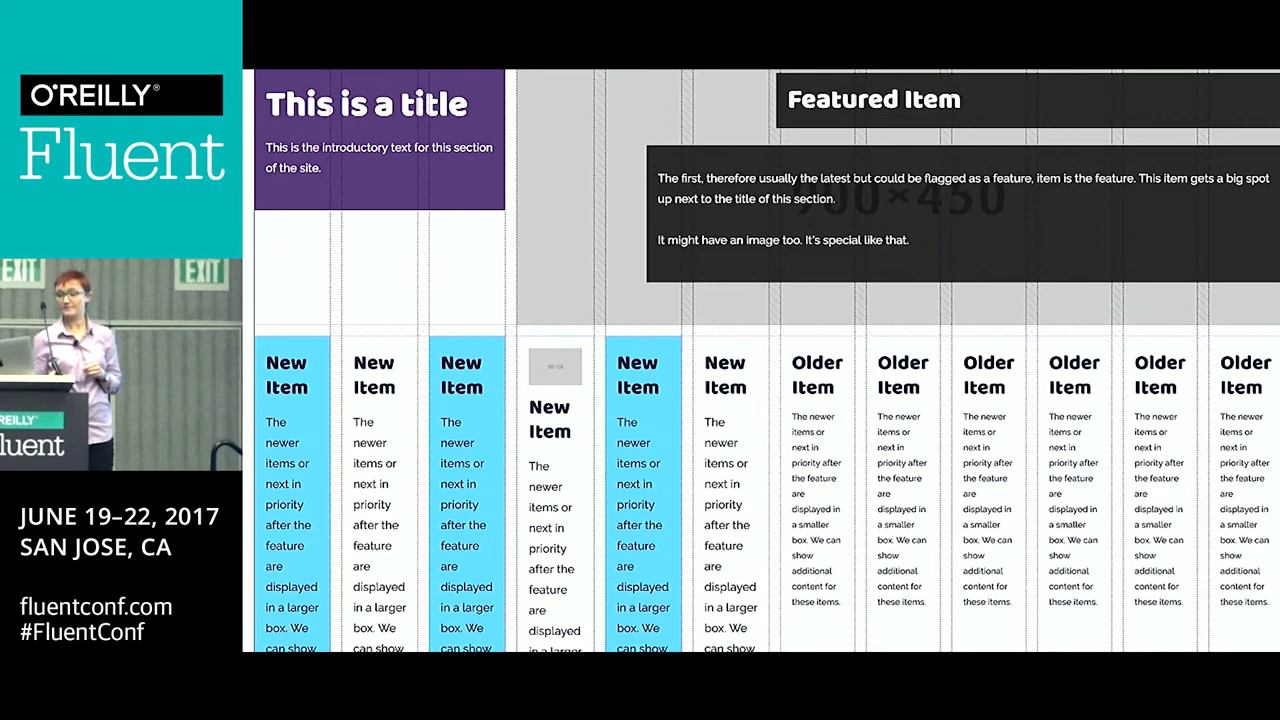 O'REILLY®
Fluent
EXIT
EXIT
REILLY®
luent
JUNE 19–22, 2017
SAN JOSE, CA
fluentconf.com
#FluentConf
This is a title
This is the introductory text for this section
of the site.
Featured Item
The first, therefore usually the latest but could be flagged as a feature, item is the feature. This item gets a big spot
up next to the title of this section.
It might have an image too. It's special like that.
900×450
New
Item
The
newer
items or
next in
priority
after the
feature
are
displayed
in a larger
box. We
can show
New
Item
The
newer
items or
next in
priority
after the
feature
are
displayed
in a larger
box. We
can show
New
Item
The
newer
items or
next in
priority
after the
feature
are
displayed
in a larger
box. We
can show
New
Item
The
newer
items or
next in
priority
after the
feature
are
displayed
in a larger
New
Item
The
newer
items or
next in
priority
after the
feature
are
displayed
in a larger
box. We
can show
New
Item
The
newer
items or
next in
priority
after the
feature
are
displayed
in a larger
box. We
can show
Older
Item
The newer
items or
next in
priority after
the feature
are
displayed in
a smaller
box. We can
show
additional
content for
these items.
Older
Item
The newer
items or
next in
priority after
the feature
are
displayed in
a smaller
box. We can
show
additional
content for
these items.
Older
Item
The newer
items or
next in
priority after
the feature
are
displayed in
a smaller
box. We can
show
additional
content for
these items.
Older
Item
The newer
items or
next in
priority after
the feature
are
displayed in
a smaller
box. We can
show
additional
content for
these items.
Older
Item
The newer
items or
next in
priority after
the feature
are
displayed in
a smaller
box. We can
show
additional
content for
these items.
Older
Item
The newer
items or
next in
priority after
the feature
are
displayed in
a smaller
box. We can
show
additional
content for
these items.